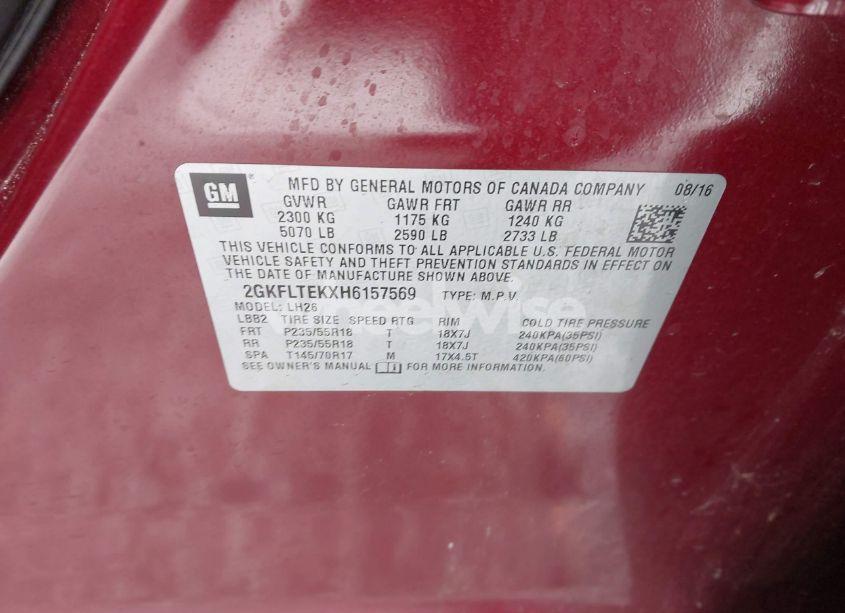 GM
MFD BY GENERAL MOTORS OF CANADA COMPANY 08/16
GVWR GAWR FRT GAWR RR
2300 KG 1175 KG 1240 KG
5070 LB 2590 LB 2733 LB
THIS VEHICLE CONFORMS TO ALL APPLICABLE U.S. FEDERAL MOTOR
VEHICLE SAFETY AND THEFT PREVENTION STANDARDS IN EFFECT ON
THE DATE OF MANUFACTURE SHOWN ABOVE.
2GKFLTEKXH6157569 TYPE: M.P.V
MODEL: LH26
LBB2 TIRE SIZE SPEED RTG RIM COLD TIRE PRESSURE
FRT P235/55R18 T 18X7J 240KPA(35PSI)
RR P235/55R18 T 18X7J 240KPA(35PSI)
SPA T145/70R17 M 17X4.5T 420KPA(60PSI)
SEE OWNER'S MANUAL FOR MORE INFORMATION.